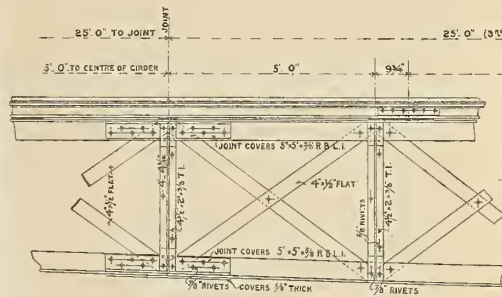 25'. 0" TO JOINT
JOINT
25'. 0"
5'. 0" TO CENTRE OF GIRDER
5'. 0"
9¾"
JOINT COVERS 5" × 5" × ⅝ R B L.I.
4" × ½" FLAT
4" × ½" FLAT
4½" × 2" × ⅜" T.I.
⅝ RIVETS
4½" × 2" × ⅜" T.I.
JOINT COVERS 5" × 5" × ⅝ R B L.I.
⅞" RIVETS
COVERS ⅜" THICK
⅞" RIVETS